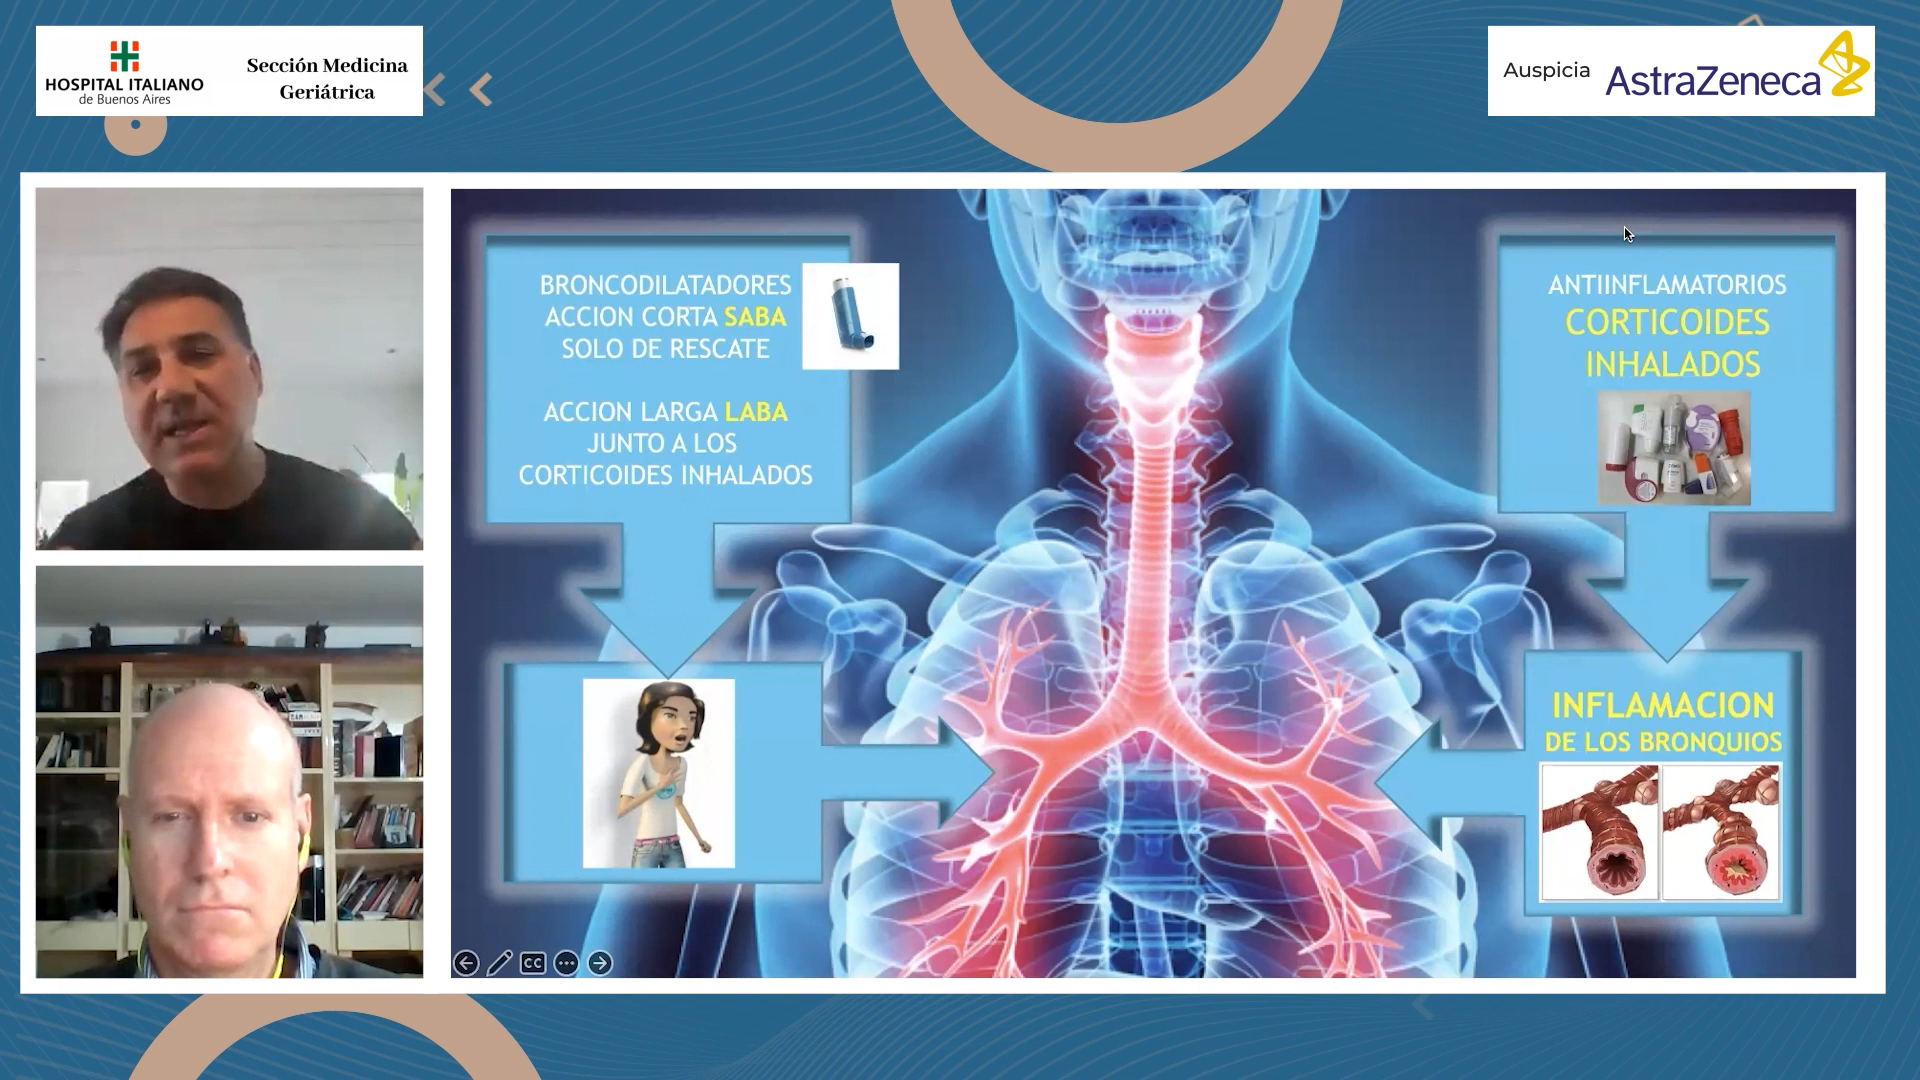 HOSPITAL ITALIANO
de Buenos Aires
Sección Medicina
Geriátrica
Auspicia
AstraZeneca
BRONCODILATADORES
ACCION CORTA SABA
SOLO DE RESCATE
ACCION LARGA LABA
JUNTO A LOS
CORTICOIDES INHALADOS
ANTIINFLAMATORIOS
CORTICOIDES
INHALADOS
INFLAMACION
DE LOS BRONQUIOS
CC